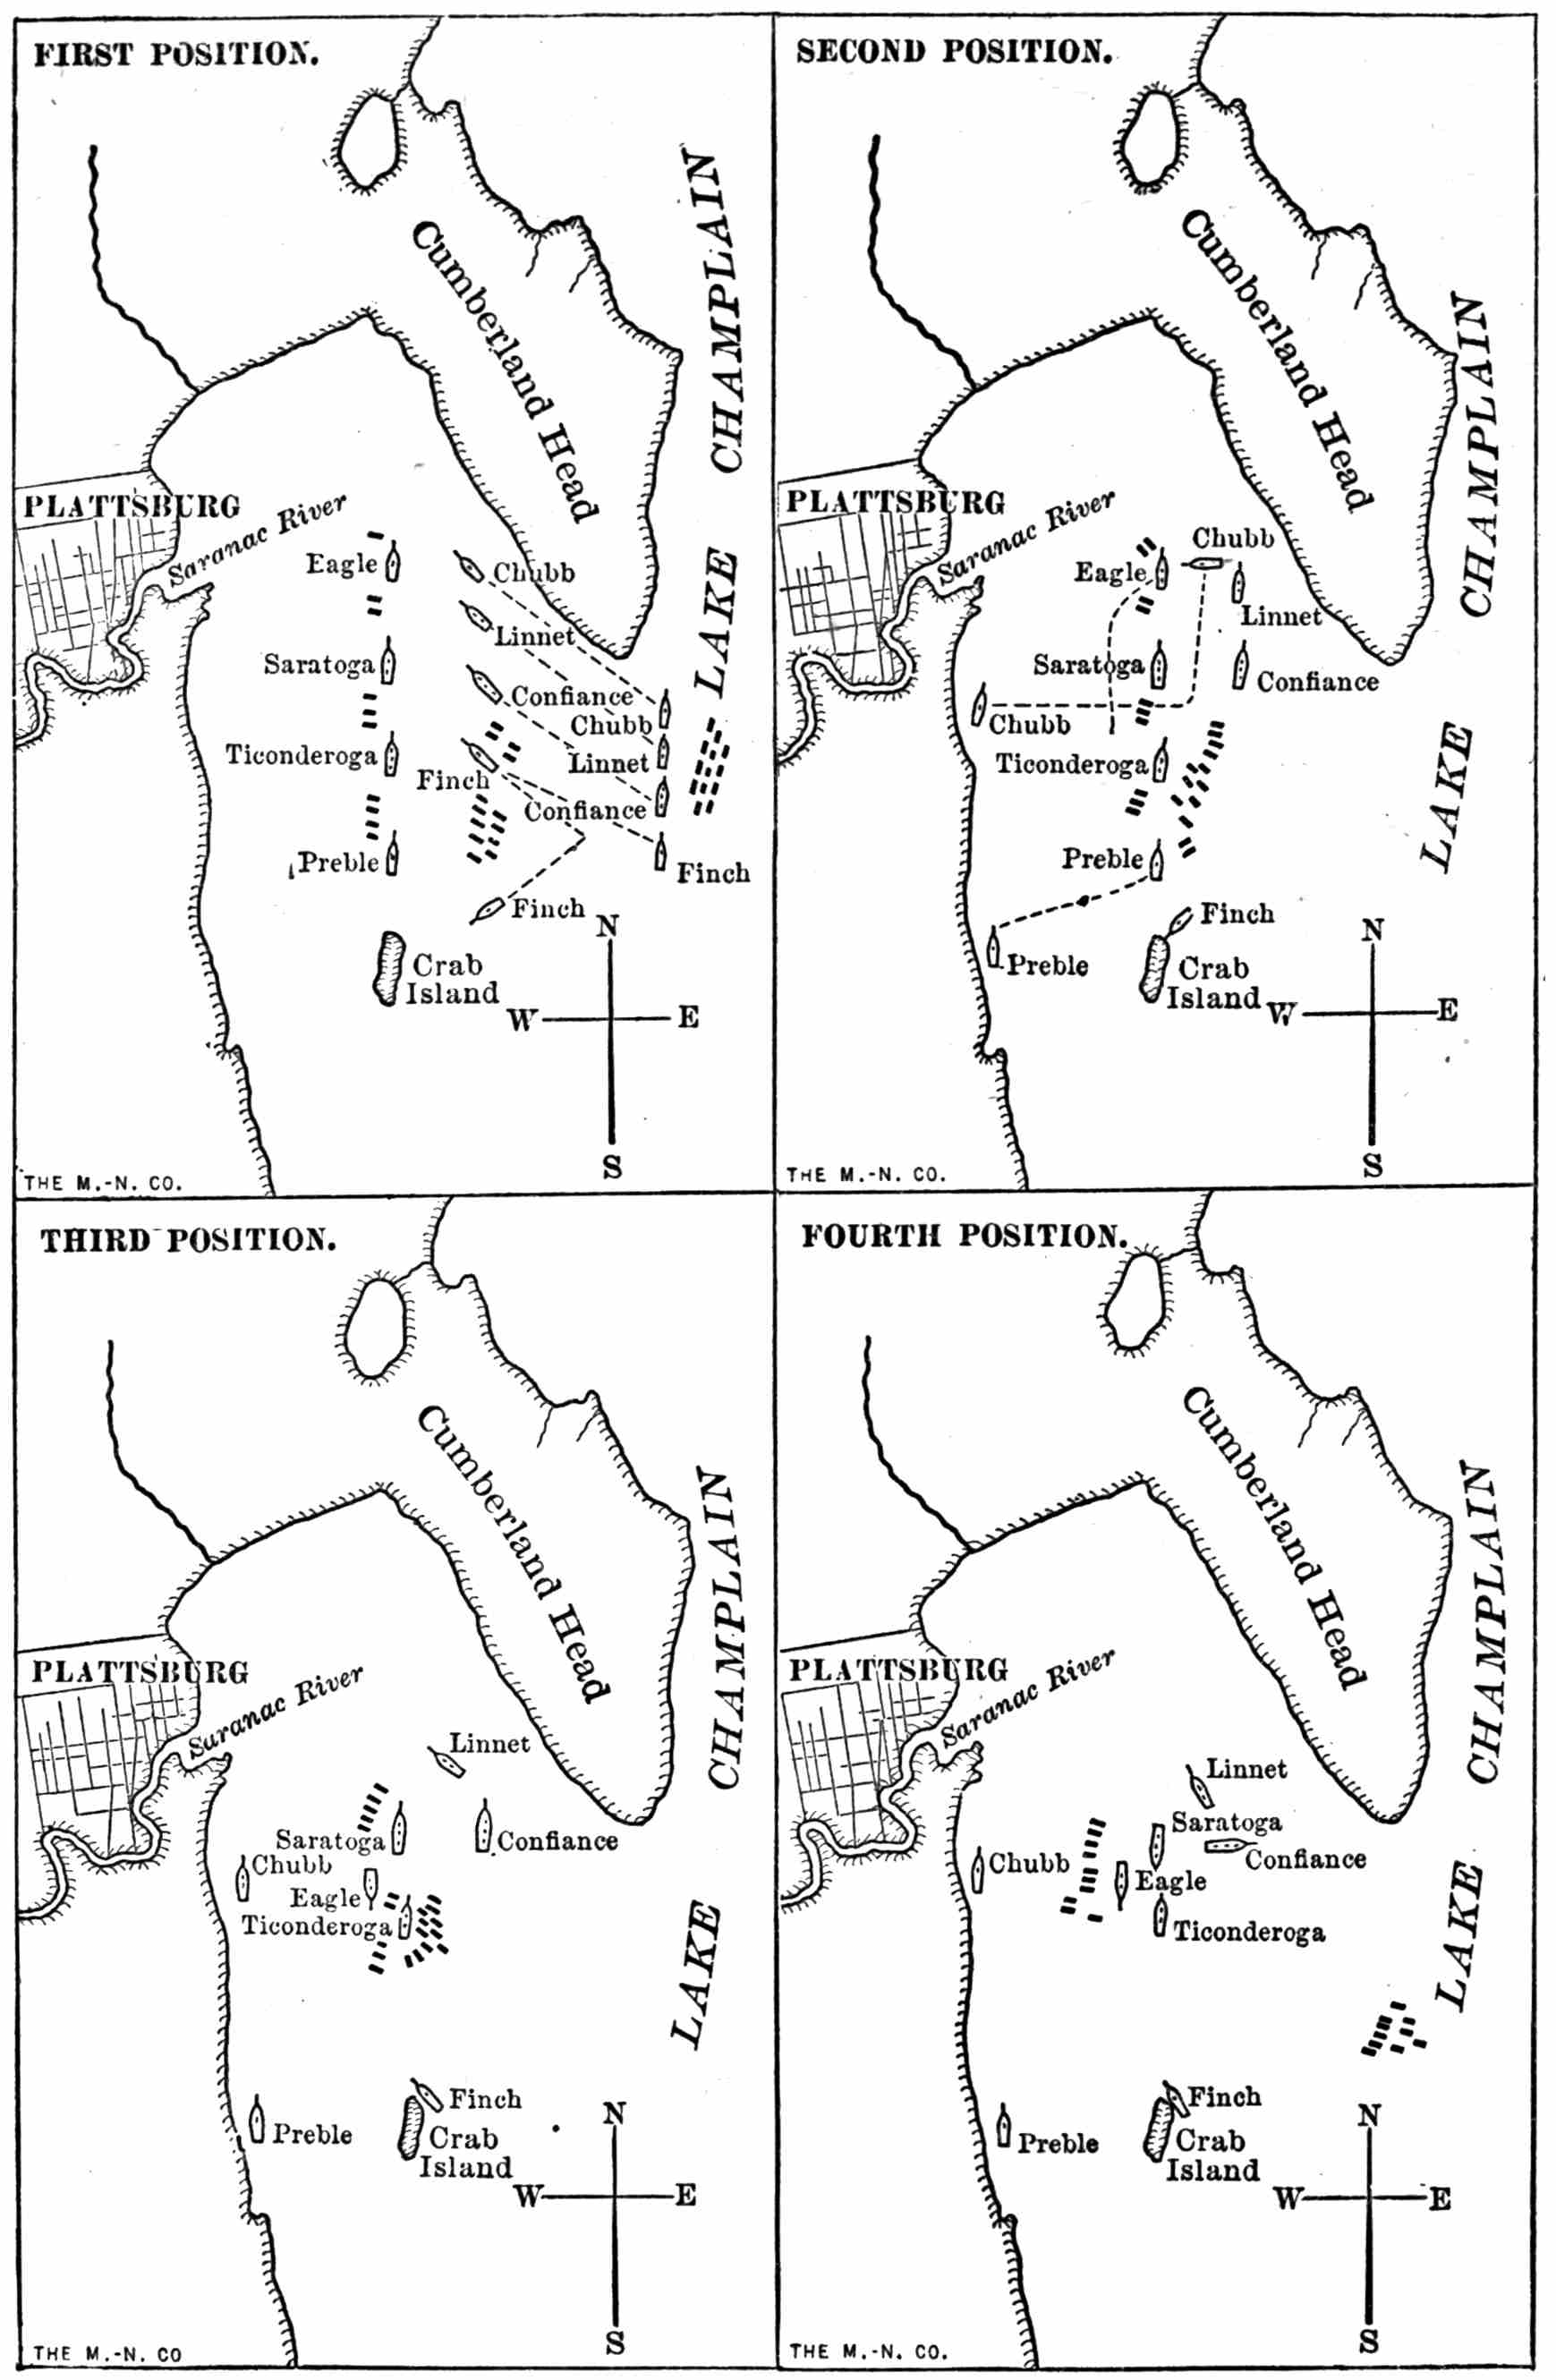 FIRST POSITION.
Cumberland Head
LAKE CHAMPLAIN
PLATTSBURG
Saranac River
Eagle
Chubb
Linnet
Saratoga
Confiance
Chubb
Ticonderoga
Linnet
Finch
Confiance
Preble
Finch
Finch
Crab
Island
N
W E
S
THE M.-N. CO.
SECOND POSITION.
Cumberland Head
LAKE CHAMPLAIN
PLATTSBURG
Saranac River
Chubb
Eagle
Linnet
Saratoga
Confiance
Chubb
Ticonderoga
Preble
Finch
Preble
Crab
Island
N
W E
S
THE M.-N. CO.
THIRD POSITION.
Cumberland Head
LAKE CHAMPLAIN
PLATTSBURG
Saranac River
Linnet
Saratoga
Confiance
Chubb
Eagle
Ticonderoga
Finch
Preble
Crab
Island
N
W E
S
THE M.-N. CO
FOURTH POSITION.
Cumberland Head
LAKE CHAMPLAIN
PLATTSBURG
Saranac River
Linnet
Saratoga
Confiance
Chubb
Eagle
Ticonderoga
Finch
Preble
Crab
Island
N
W E
S
THE M.-N. CO.